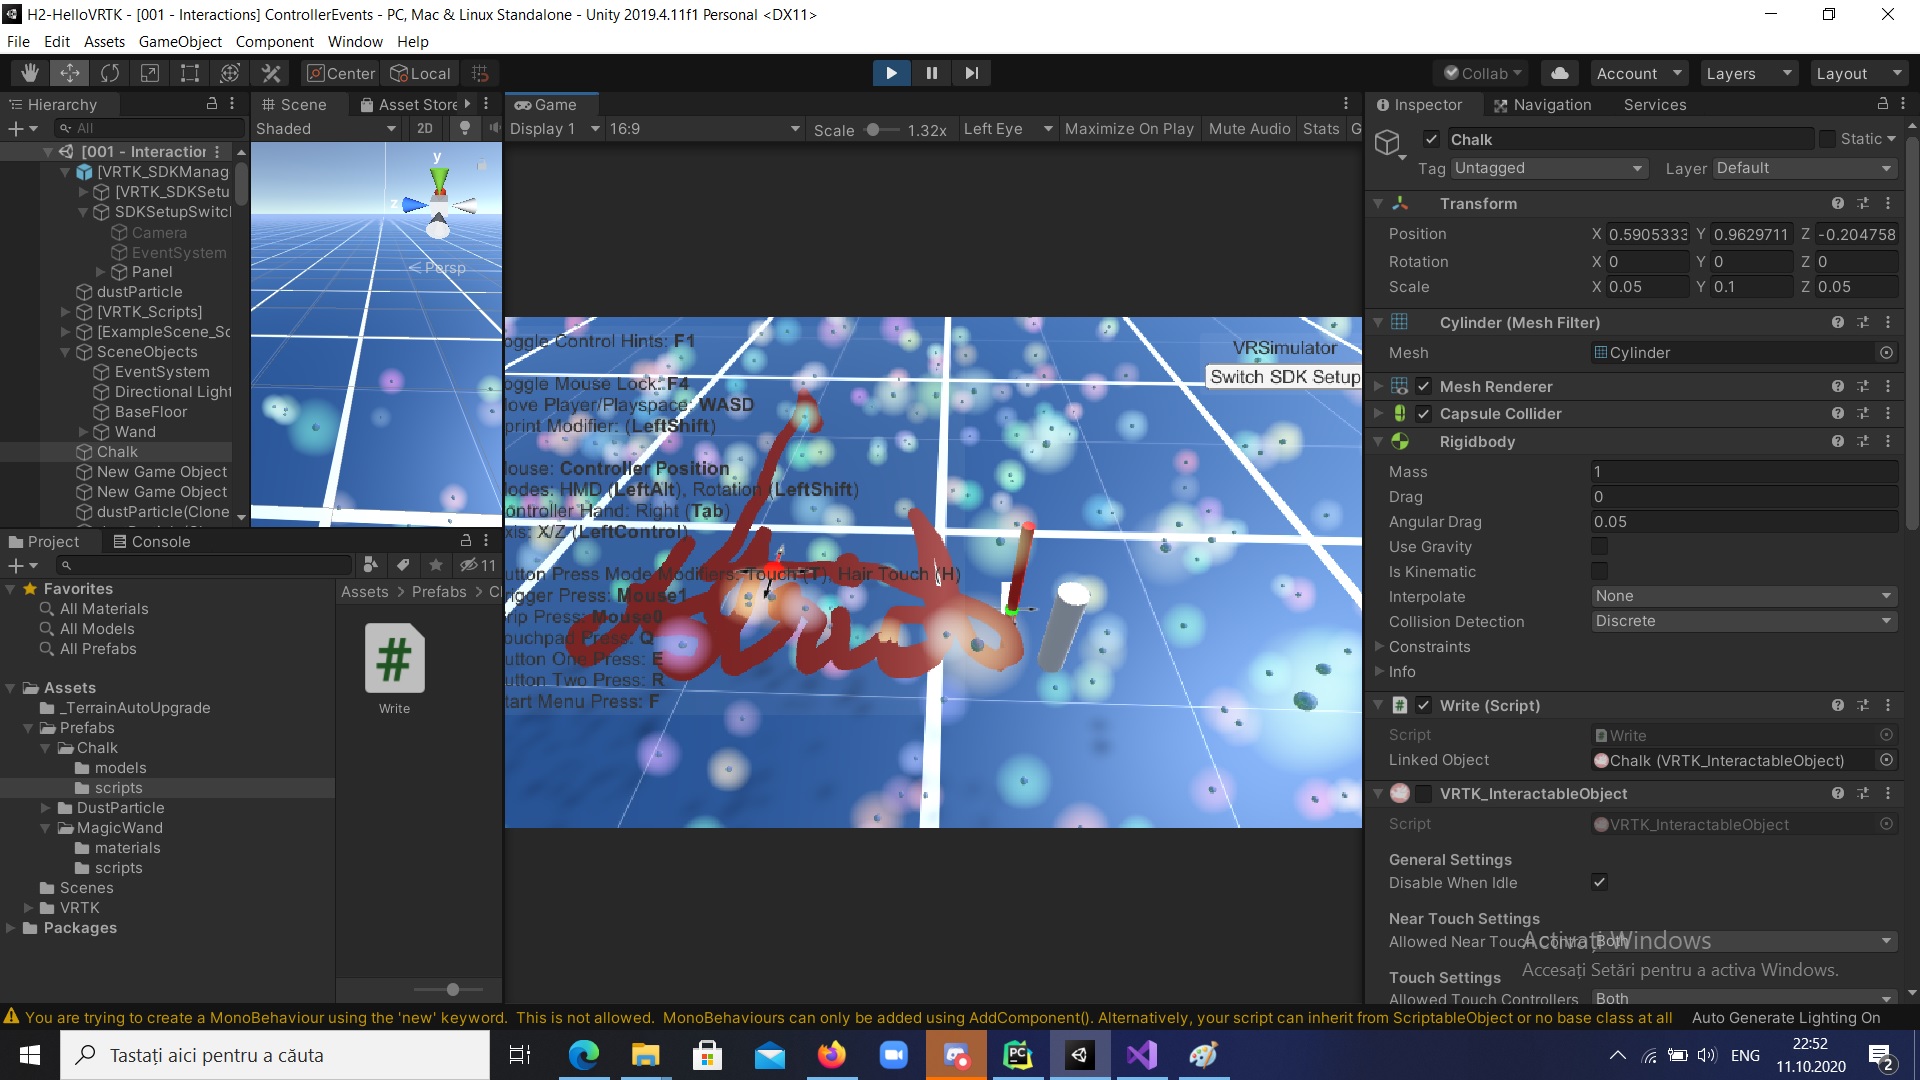 H2-HelloVRTK - [001 - Interactions] ControllerEvents - PC, Mac & Linux Standalone - Unity 2019.4.11f1 Personal <DX11>
File Edit Assets GameObject Component Window Help
Center Local Collab Account Layers Layout
Hierarchy
All
[001 - Interaction
[VRTK_SDKManag
[VRTK_SDKSetu
SDKSetupSwitcl
Camera
EventSystem
Panel
dustParticle
[VRTK_Scripts]
[ExampleScene_Sc
SceneObjects
EventSystem
Directional Light
BaseFloor
Wand
Chalk
New Game Object
New Game Object
dustParticle(Clone
Scene Asset Store
Shaded 2D
y
z
Persp
Game
Display 1 16:9 Scale 1.32x Left Eye Maximize On Play Mute Audio Stats G
oggle Control Hints: F1
oggle Mouse Lock: F4
ove Player/Playspace: WASD
print Modifier: (LeftShift)
ouse: Controller Position
odes: HMD (LeftAlt), Rotation (LeftShift)
ontroller Hand: Right (Tab)
xis: X/Z (LeftControl)
utton Press Mode Modifiers: Touch (T), Hair Touch (H)
rigger Press: Mouse1
rip Press: Mouse0
ouchpad Press: Q
utton One Press: E
utton Two Press: R
tart Menu Press: F
VRSimulator
Switch SDK Setup
Project Console
11
Favorites
All Materials
All Models
All Prefabs
Assets
_TerrainAutoUpgrade
Prefabs
Chalk
models
scripts
DustParticle
MagicWand
materials
scripts
Scenes
VRTK
Packages
Assets > Prefabs > Cl
#
Write
Inspector Navigation Services
Chalk Static
Tag Untagged Layer Default
Transform
Position X 0.5905333 Y 0.9629711 Z -0.204758
Rotation X 0 Y 0 Z 0
Scale X 0.05 Y 0.1 Z 0.05
Cylinder (Mesh Filter)
Mesh Cylinder
Mesh Renderer
Capsule Collider
Rigidbody
Mass 1
Drag 0
Angular Drag 0.05
Use Gravity
Is Kinematic
Interpolate None
Collision Detection Discrete
Constraints
Info
Write (Script)
Script Write
Linked Object Chalk (VRTK_InteractableObject)
VRTK_InteractableObject
Script VRTK_InteractableObject
General Settings
Disable When Idle
Near Touch Settings
Allowed Near Touch Contro Both
Touch Settings
Allowed Touch Controllers Both
Activați Windows
Accesați Setări pentru a activa Windows.
You are trying to create a MonoBehaviour using the 'new' keyword. This is not allowed. MonoBehaviours can only be added using AddComponent(). Alternatively, your script can inherit from ScriptableObject or no base class at all
Auto Generate Lighting On
Tastați aici pentru a căuta
ENG
22:52
11.10.2020
2